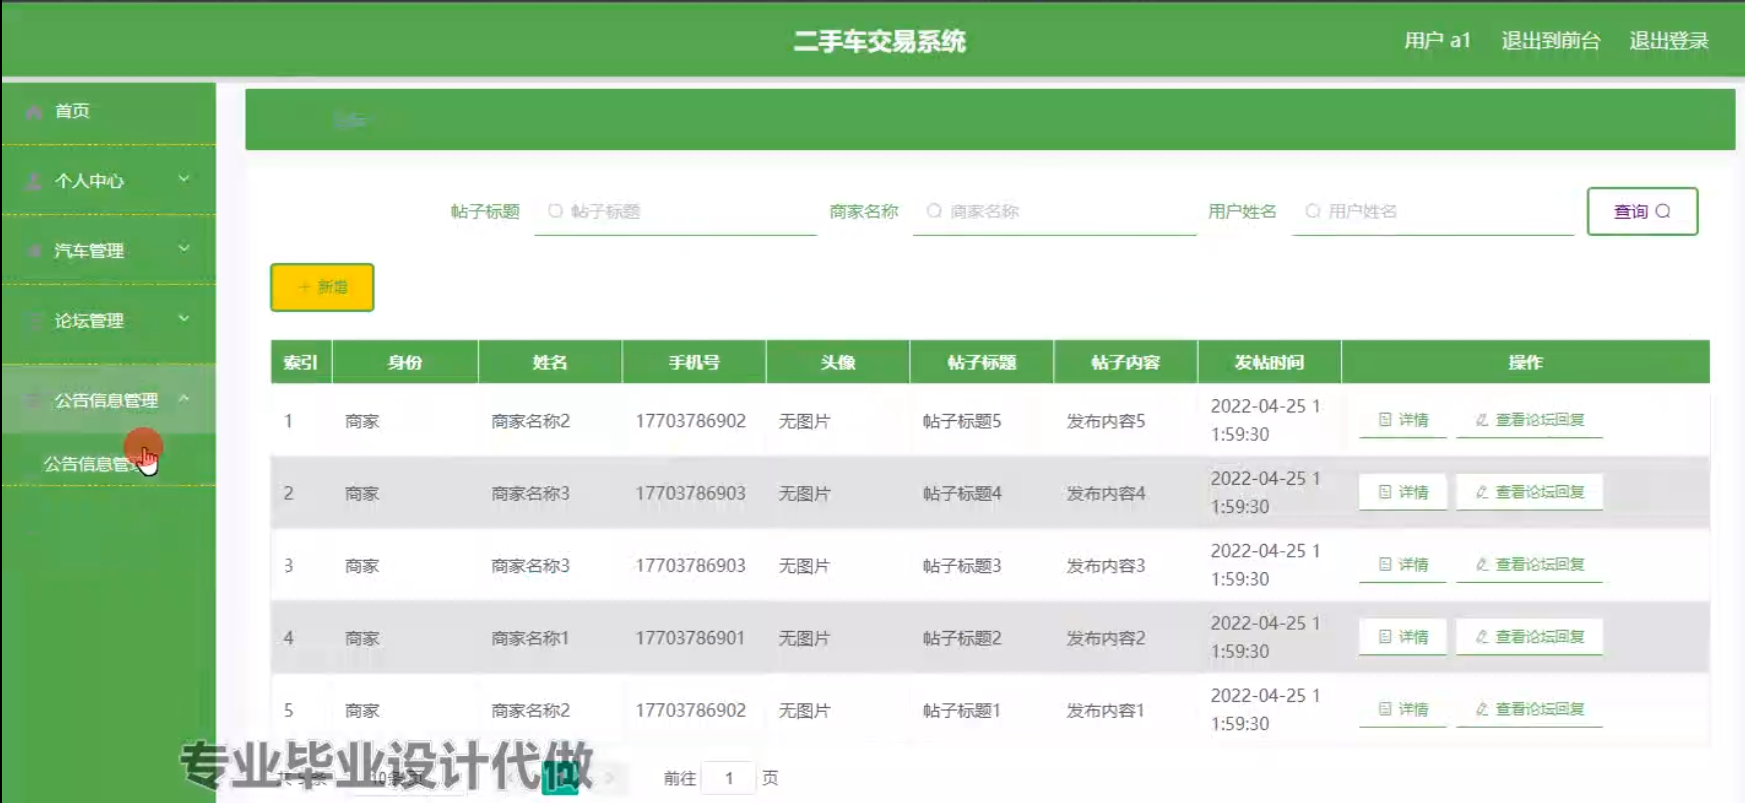 二手车交易系统
用户 a1 退出到前台 退出登录
首页
个人中心
汽车管理
论坛管理
公告信息管理
公告信息管
帖子标题 帖子标题 商家名称 商家名称 用户姓名 用户姓名 查询
+ 新增
索引 身份 姓名 手机号 头像 帖子标题 帖子内容 发帖时间 操作
1 商家 商家名称2 17703786902 无图片 帖子标题5 发布内容5 2022-04-25 1 详情 查看论坛回复
1:59:30
2 商家 商家名称3 17703786903 无图片 帖子标题4 发布内容4 2022-04-25 1 详情 查看论坛回复
1:59:30
3 商家 商家名称3 17703786903 无图片 帖子标题3 发布内容3 2022-04-25 1 详情 查看论坛回复
1:59:30
4 商家 商家名称1 17703786901 无图片 帖子标题2 发布内容2 2022-04-25 1 详情 查看论坛回复
1:59:30
5 商家 商家名称2 17703786902 无图片 帖子标题1 发布内容1 2022-04-25 1 详情 查看论坛回复
1:59:30
专业毕业设计代做
前往 1 页